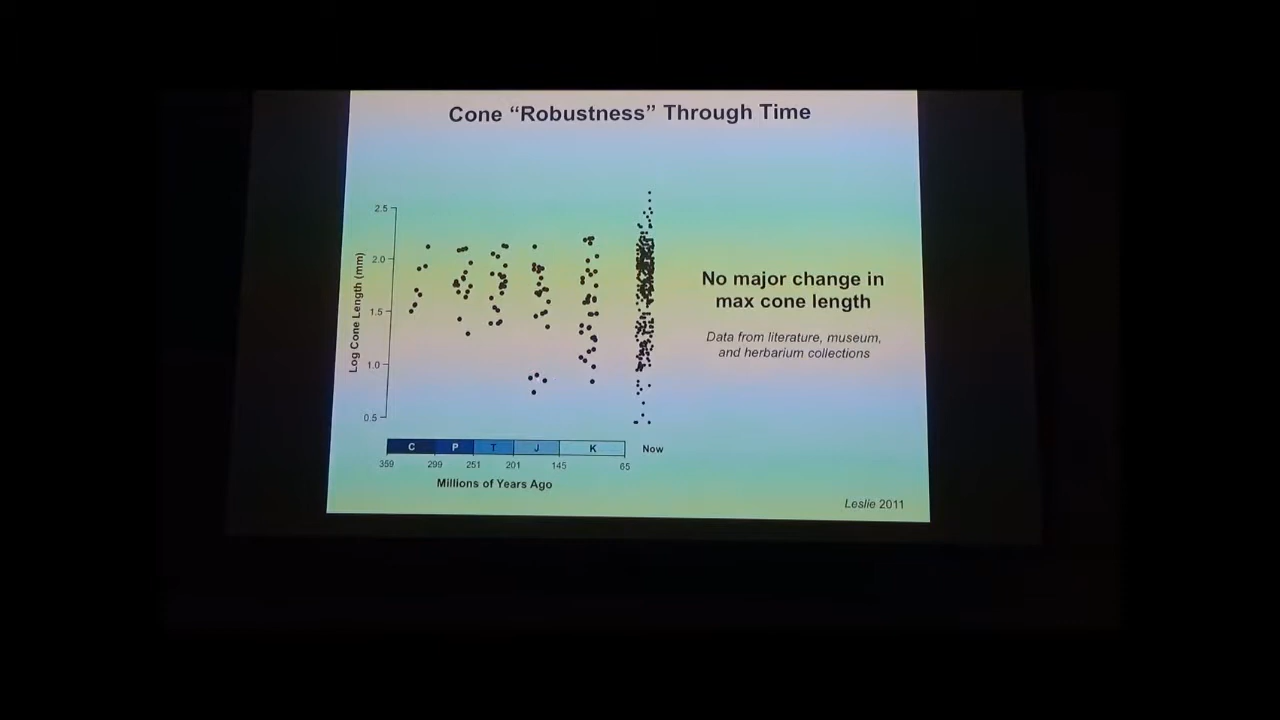 Cone “Robustness” Through Time
2.5
2.0
1.5
1.0
0.5
Log Cone Length (mm)
No major change in
max cone length
Data from literature, museum,
and herbarium collections
C P T J K Now
359 299 251 201 145 65
Millions of Years Ago
Leslie 2011